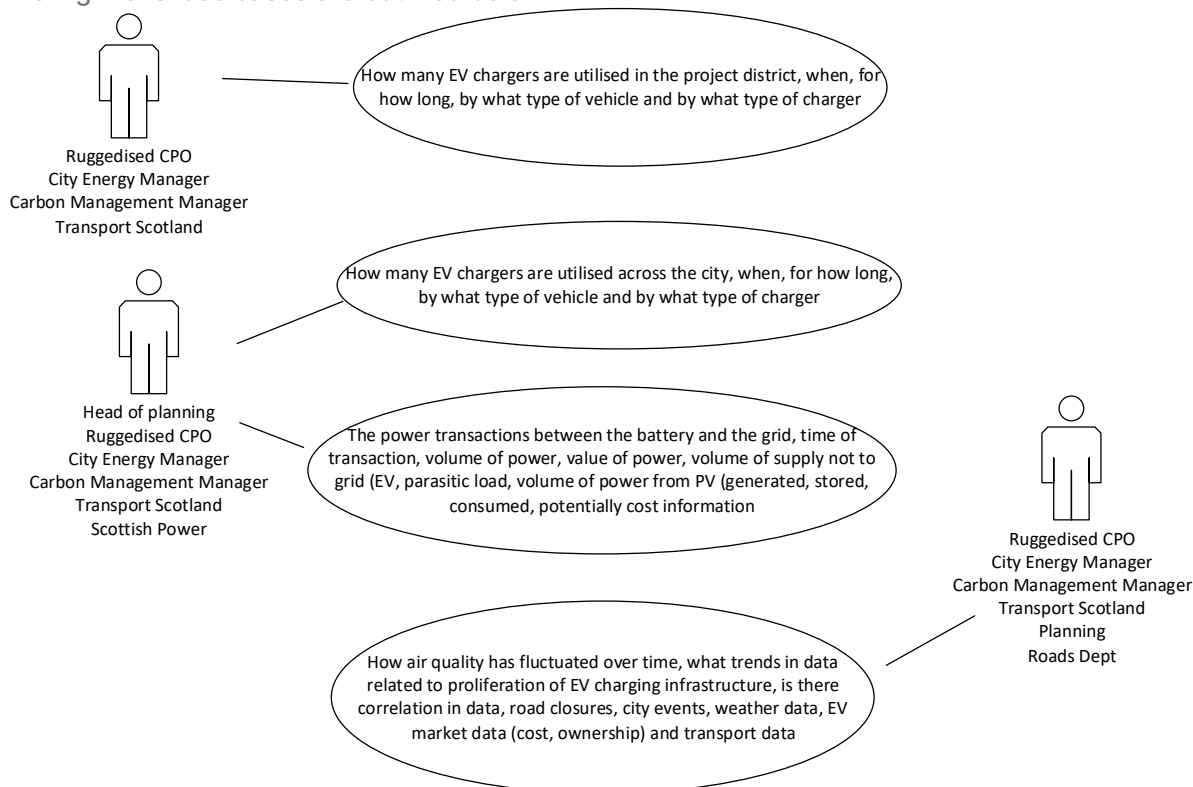 Ruggedised CPO
City Energy Manager
Carbon Management Manager
Transport Scotland
How many EV chargers are utilised in the project district, when, for
how long, by what type of vehicle and by what type of charger
Head of planning
Ruggedised CPO
City Energy Manager
Carbon Management Manager
Transport Scotland
Scottish Power
How many EV chargers are utilised across the city, when, for how long,
by what type of vehicle and by what type of charger
The power transactions between the battery and the grid, time of
transaction, volume of power, value of power, volume of supply not to
grid (EV, parasitic load, volume of power from PV (generated, stored,
consumed, potentially cost information
Ruggedised CPO
City Energy Manager
Carbon Management Manager
Transport Scotland
Planning
Roads Dept
How air quality has fluctuated over time, what trends in data
related to proliferation of EV charging infrastructure, is there
correlation in data, road closures, city events, weather data, EV
market data (cost, ownership) and transport data